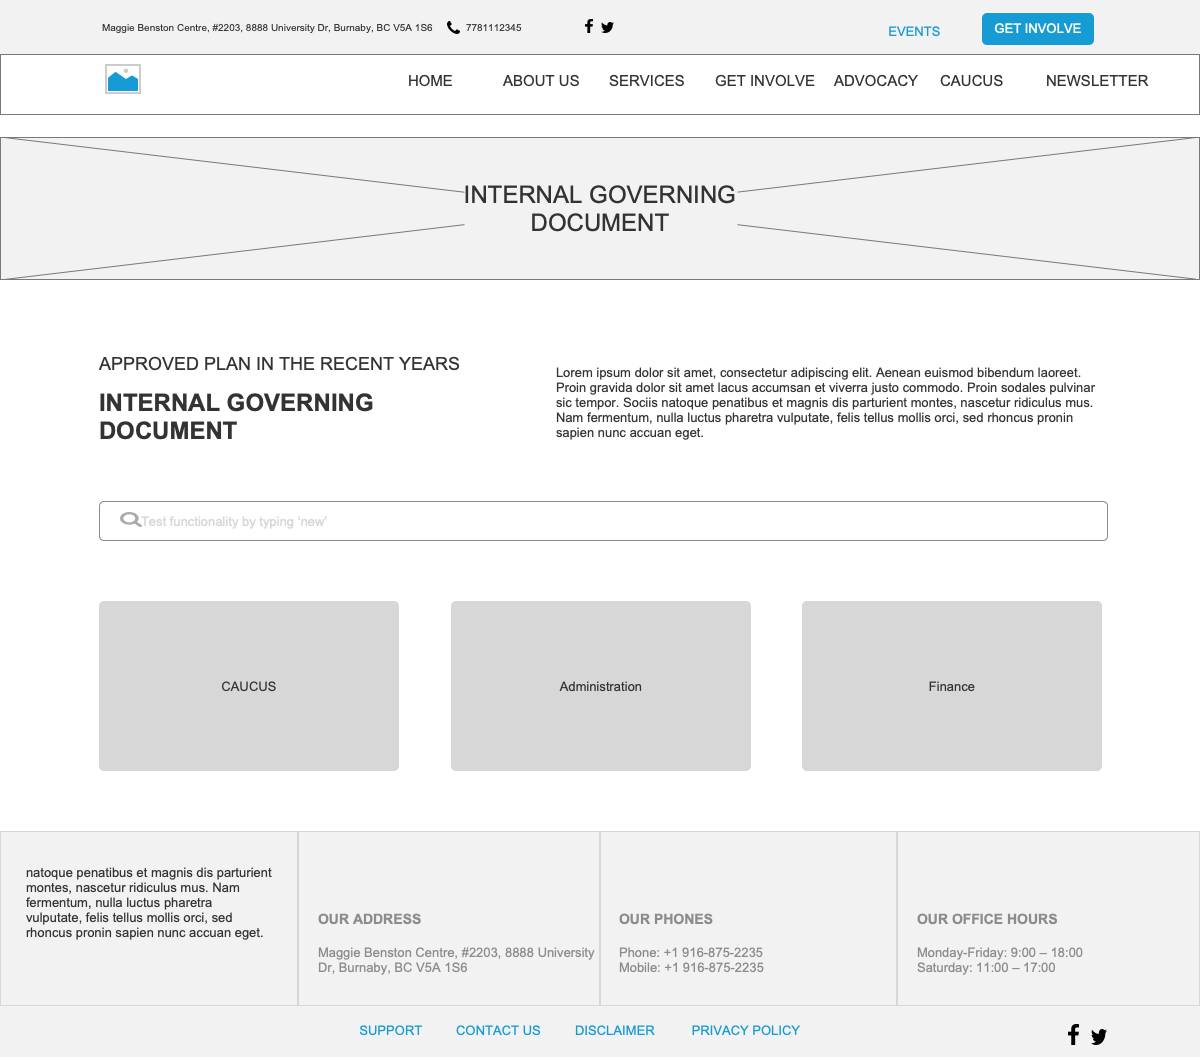 Maggie Benston Centre, #2203, 8888 University Dr, Burnaby, BC V5A 1S6 7781112345 EVENTS GET INVOLVE
HOME ABOUT US SERVICES GET INVOLVE ADVOCACY CAUCUS NEWSLETTER
INTERNAL GOVERNING
DOCUMENT
APPROVED PLAN IN THE RECENT YEARS
INTERNAL GOVERNING
DOCUMENT
Lorem ipsum dolor sit amet, consectetur adipiscing elit. Aenean euismod bibendum laoreet.
Proin gravida dolor sit amet lacus accumsan et viverra justo commodo. Proin sodales pulvinar
sic tempor. Sociis natoque penatibus et magnis dis parturient montes, nascetur ridiculus mus.
Nam fermentum, nulla luctus pharetra vulputate, felis tellus mollis orci, sed rhoncus pronin
sapien nunc accuan eget.
Test functionality by typing ‘new’
CAUCUS Administration Finance
natoque penatibus et magnis dis parturient
montes, nascetur ridiculus mus. Nam
fermentum, nulla luctus pharetra
vulputate, felis tellus mollis orci, sed
rhoncus pronin sapien nunc accuan eget.
OUR ADDRESS
Maggie Benston Centre, #2203, 8888 University
Dr, Burnaby, BC V5A 1S6
OUR PHONES
Phone: +1 916-875-2235
Mobile: +1 916-875-2235
OUR OFFICE HOURS
Monday-Friday: 9:00 – 18:00
Saturday: 11:00 – 17:00
SUPPORT CONTACT US DISCLAIMER PRIVACY POLICY